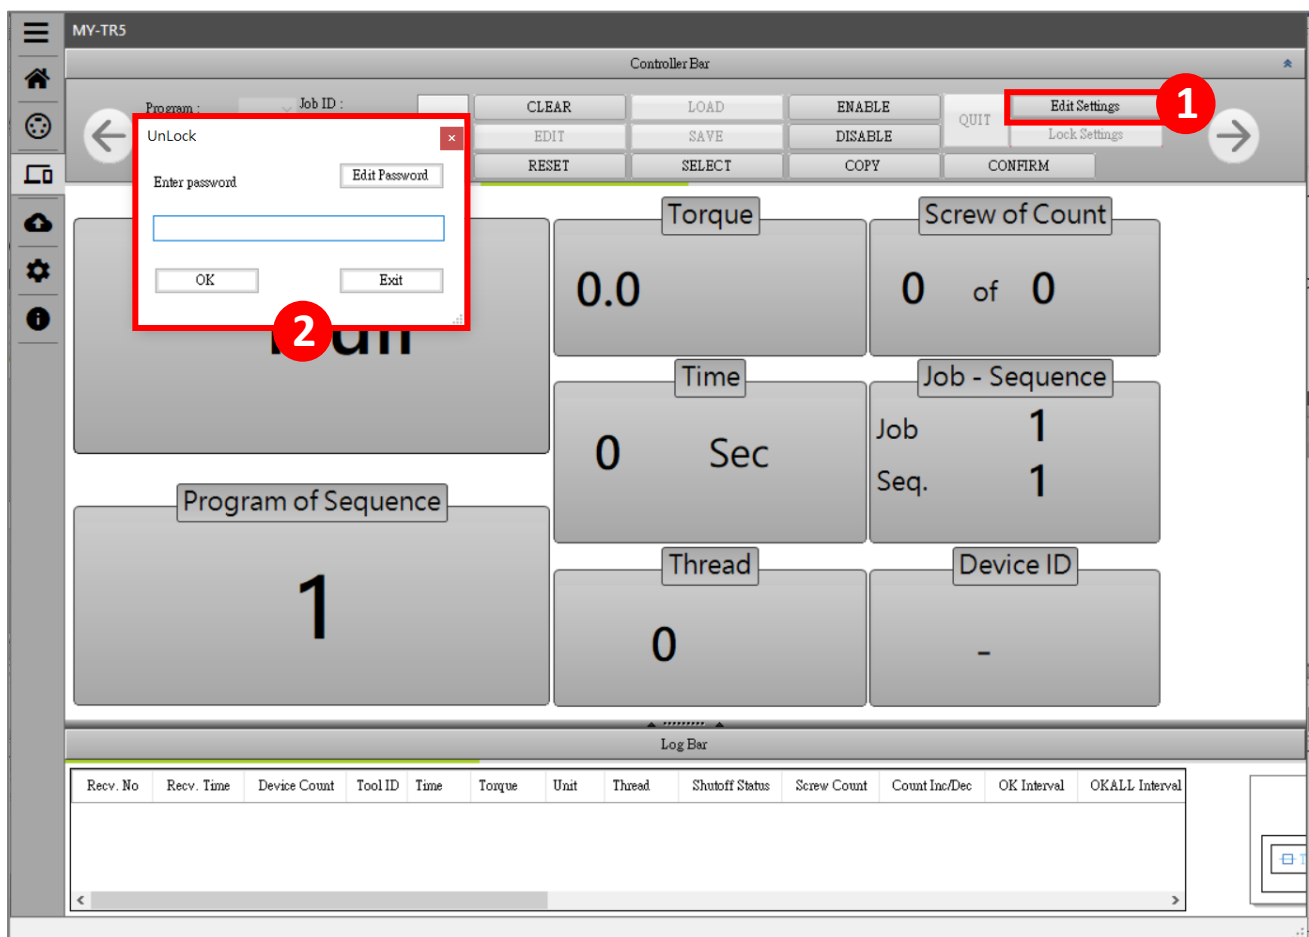 MY-TR5
Controller Bar
Program : Job ID :
CLEAR LOAD ENABLE QUIT Edit Settings 1
EDIT SAVE DISABLE Lock Settings
RESET SELECT COPY CONFIRM
UnLock ×
Enter password Edit Password
OK Exit
2
Torque
0.0
Screw of Count
0 of 0
Time
0 Sec
Job - Sequence
Job 1
Seq. 1
Program of Sequence
1
Thread
0
Device ID
-
Log Bar
Recv. No Recv. Time Device Count Tool ID Time Torque Unit Thread Shutoff Status Screw Count Count Inc/Dec OK Interval OKALL Interval